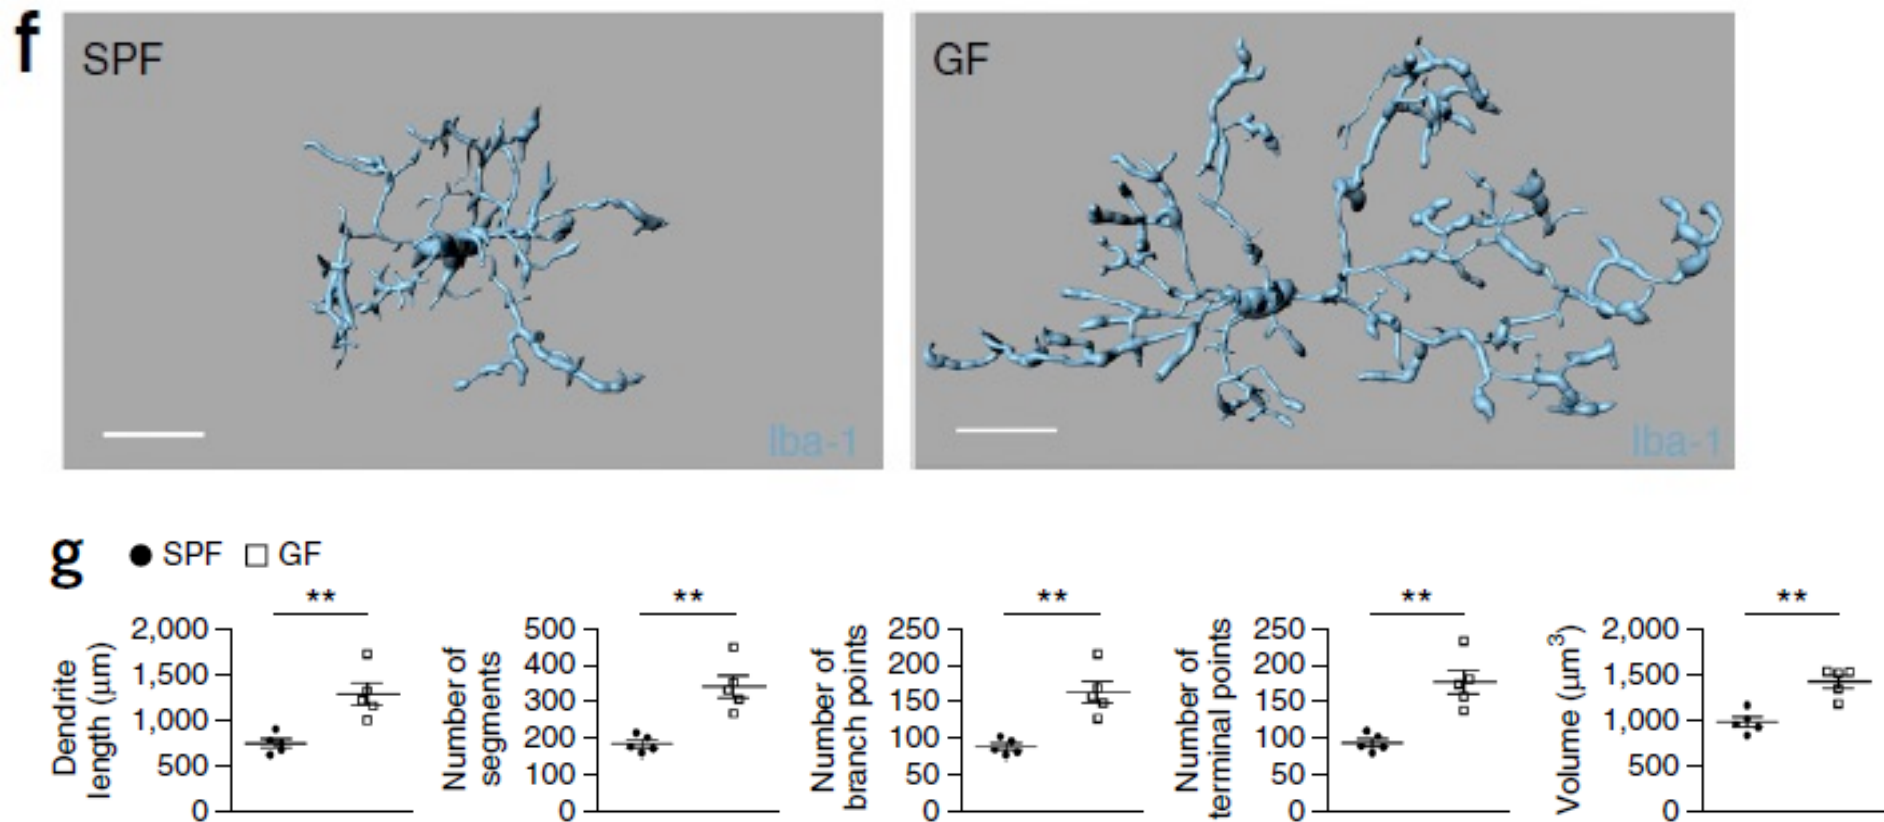 f
SPF
Iba-1
GF
Iba-1
g
● SPF □ GF
Dendrite
length (μm)
2,000
1,500
1,000
500
0
**
Number of
segments
500
400
300
200
100
0
**
Number of
branch points
250
200
150
100
50
0
**
Number of
terminal points
250
200
150
100
50
0
**
Volume (μm³)
2,000
1,500
1,000
500
0
**